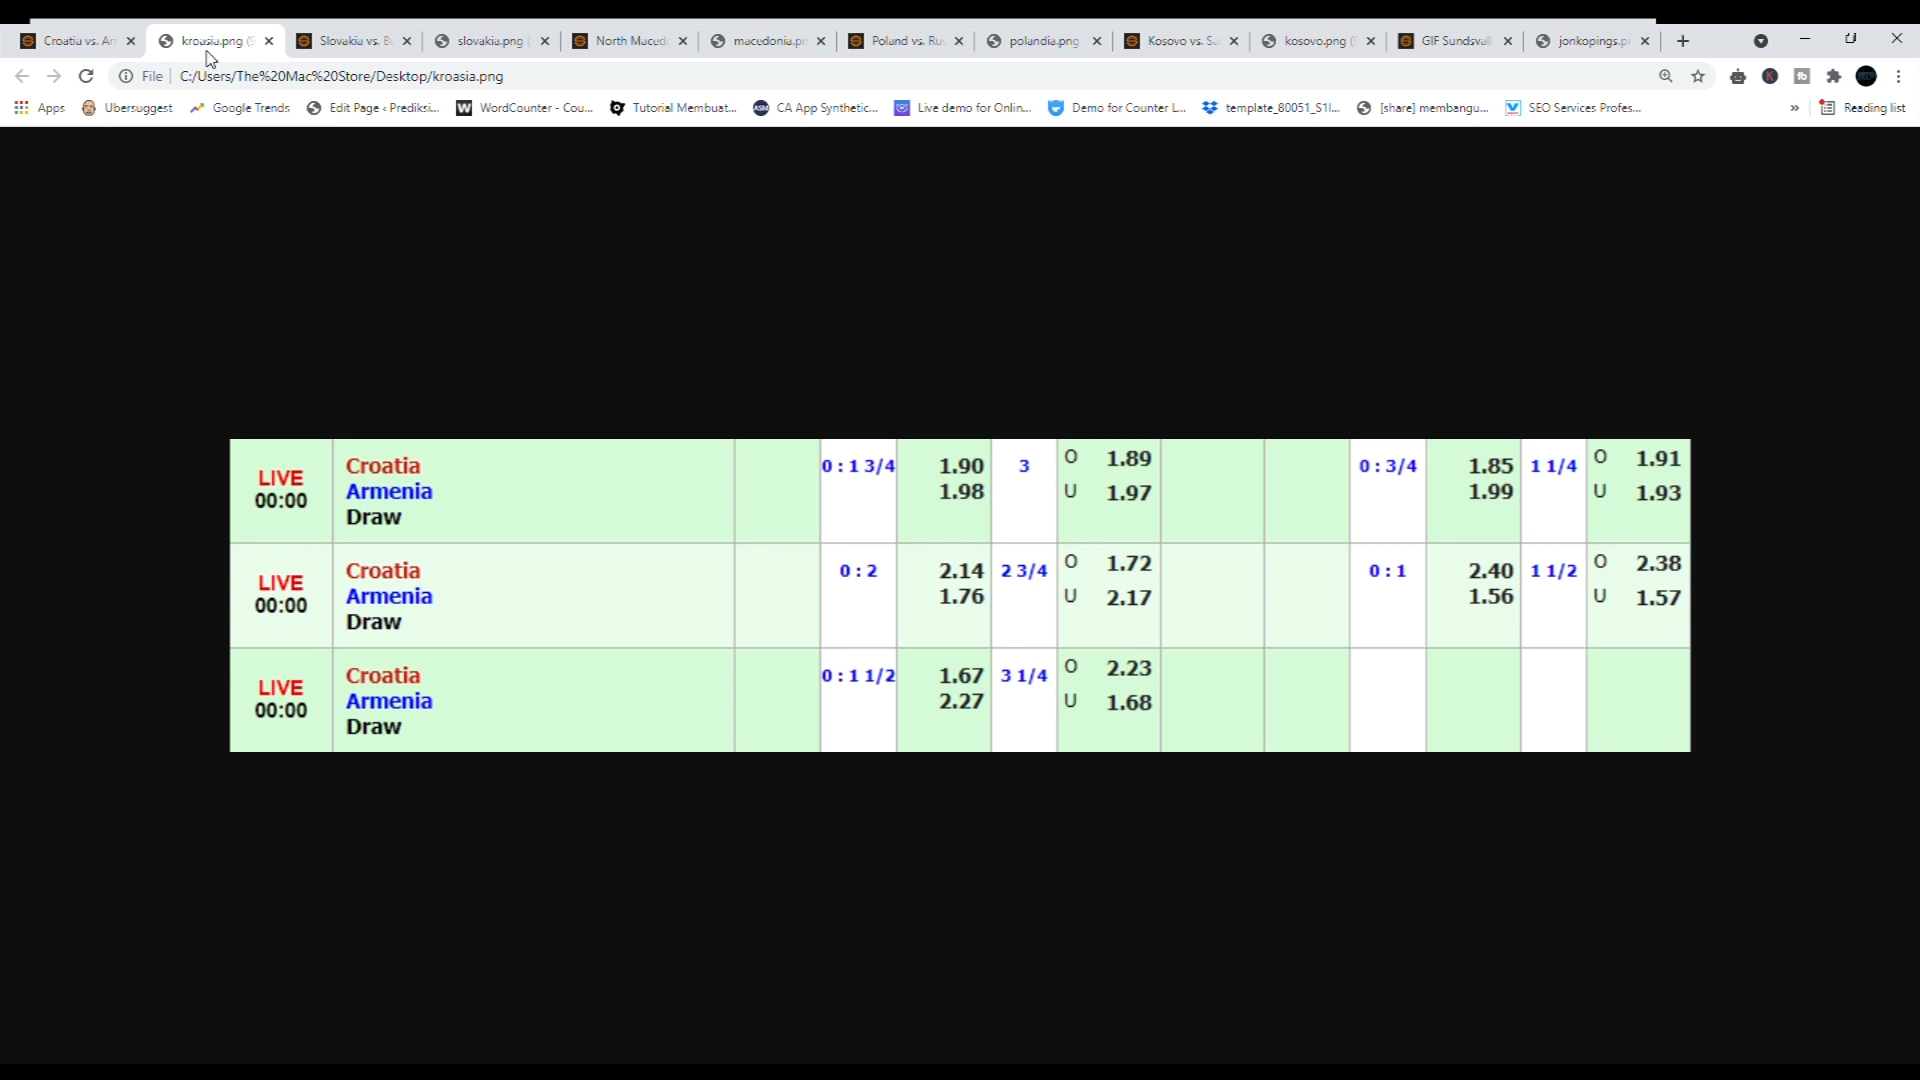 Croatia vs. Ar
kroasia.png (
Slovakia vs. B
slovakia.png (
North Maced
macedonia.pn
Poland vs. Ru
polandia.png
Kosovo vs. Sa
kosovo.png (
GIF Sundsvall
jonkopings.p
File
C:/Users/The%20Mac%20Store/Desktop/kroasia.png
Apps
Ubersuggest
Google Trends
Edit Page ‹ Prediksi...
W WordCounter - Cou...
Tutorial Membuat...
ASM CA App Synthetic...
Live demo for Onlin...
Demo for Counter L...
template_80051_S1l...
[share] membangu...
SEO Services Profes...
»
Reading list
LIVE 00:00
Croatia 0 : 1 3/4 1.90 3 O 1.89 0 : 3/4 1.85 1 1/4 O 1.91
Armenia 1.98 U 1.97 1.99 U 1.93
Draw
LIVE 00:00
Croatia 0 : 2 2.14 2 3/4 O 1.72 0 : 1 2.40 1 1/2 O 2.38
Armenia 1.76 U 2.17 1.56 U 1.57
Draw
LIVE 00:00
Croatia 0 : 1 1/2 1.67 3 1/4 O 2.23
Armenia 2.27 U 1.68
Draw